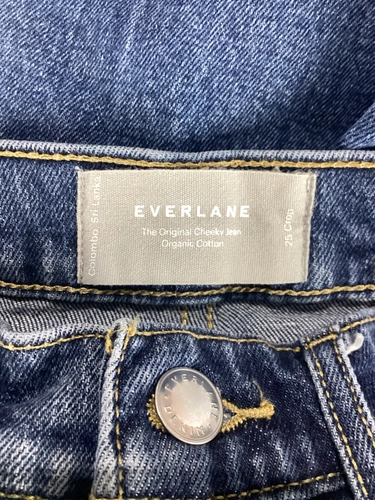 Colombo, Sri Lanka
EVERLANE
The Original Cheeky Jean
Organic Cotton
25 Crop
EVERLANE